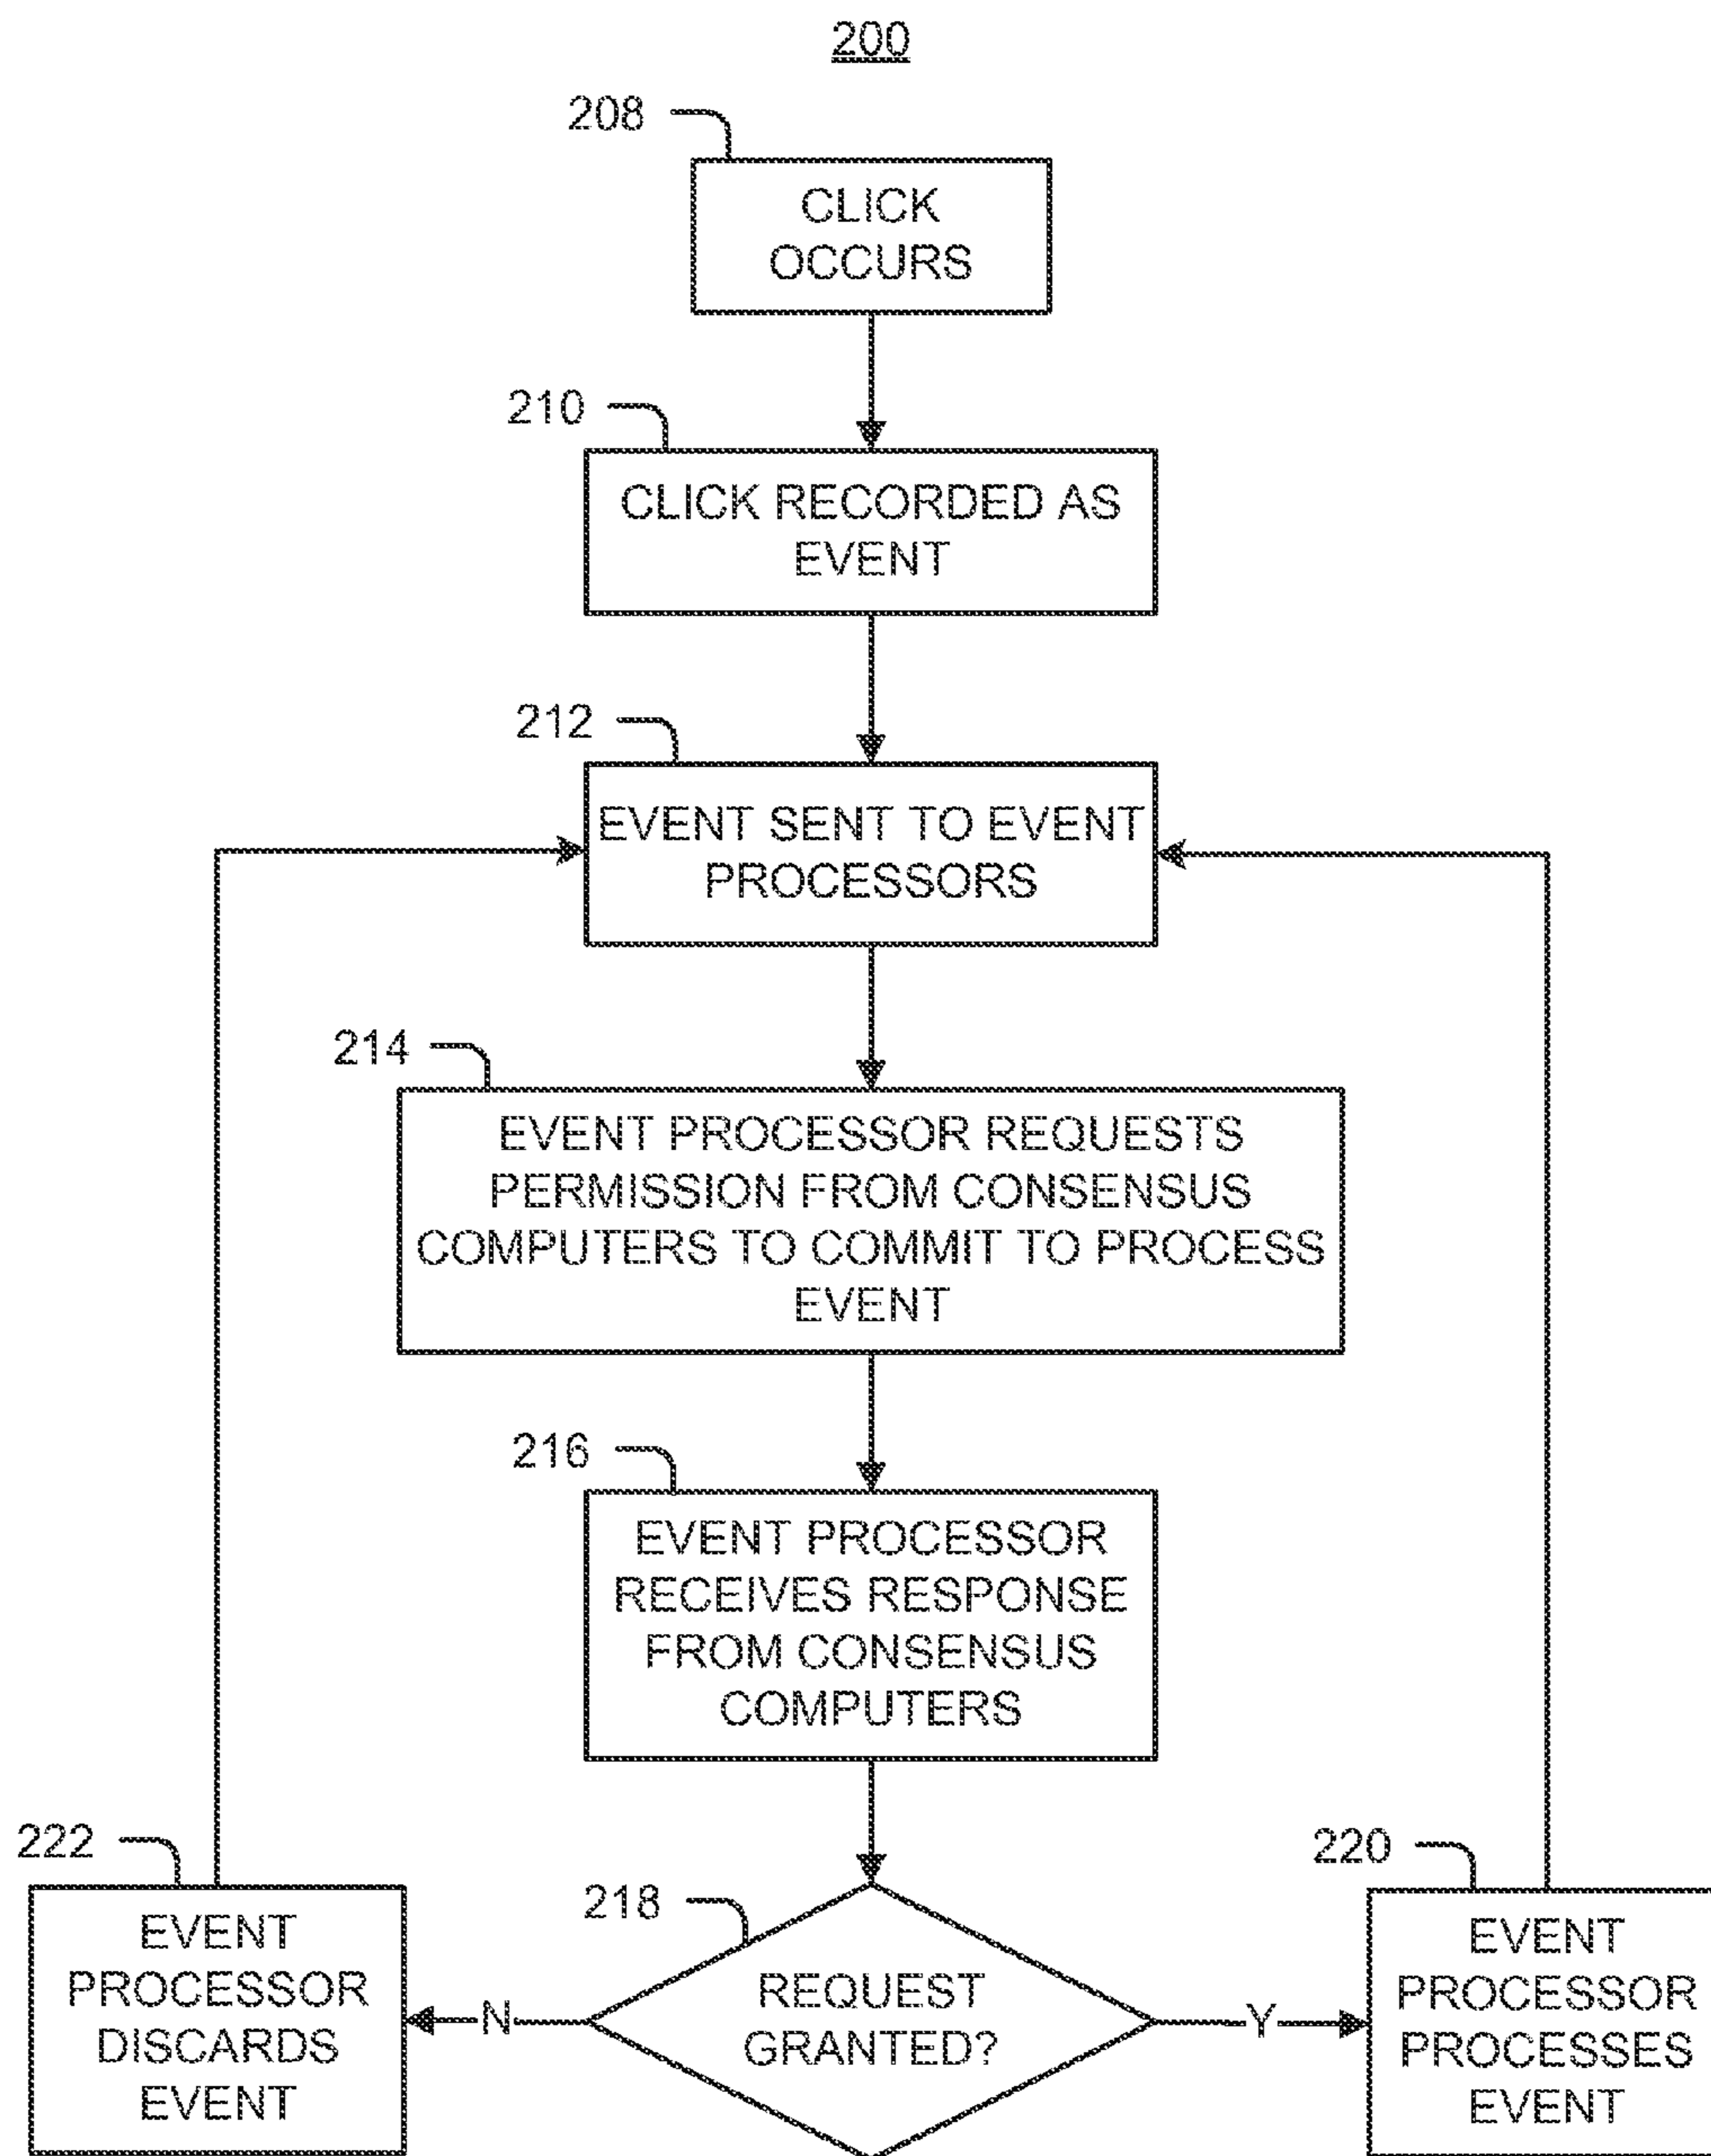 200
208
CLICK
OCCURS
210
CLICK RECORDED AS
EVENT
212
EVENT SENT TO EVENT
PROCESSORS
214
EVENT PROCESSOR REQUESTS
PERMISSION FROM CONSENSUS
COMPUTERS TO COMMIT TO PROCESS
EVENT
216
EVENT PROCESSOR
RECEIVES RESPONSE
FROM CONSENSUS
COMPUTERS
218
REQUEST
GRANTED?
N
Y
222
EVENT
PROCESSOR
DISCARDS
EVENT
220
EVENT
PROCESSOR
PROCESSES
EVENT